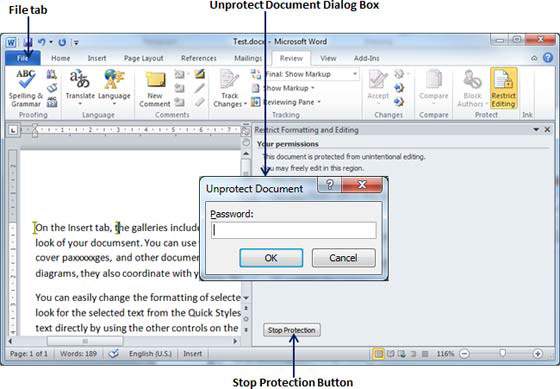 Unprotect Document Dialog Box
File tab
Test.docx - Microsoft Word
File Home Insert Page Layout References Mailings Review View Add-Ins
ABC
Spelling & Grammar
Proofing
Translate
Language
Language
New Comment
Comments
Track Changes
Final: Show Markup
Show Markup
Reviewing Pane
Tracking
Accept
Changes
Compare
Compare
Block Authors
Restrict Editing
Protect
Ink
Restrict Formatting and Editing
Your permissions
This document is protected from unintentional editing.
You may freely edit in this region.
Unprotect Document
Password:
OK Cancel
On the Insert tab, the galleries include
look of your documsent. You can use
cover paxxxxxges, and other documen
diagrams, they also coordinate with y
You can easily change the formatting of selecte
look for the selected text from the Quick Styles
text directly by using the other controls on the
Stop Protection
Page: 1 of 1 Words: 189 English (U.S.) Insert 116%
Stop Protection Button